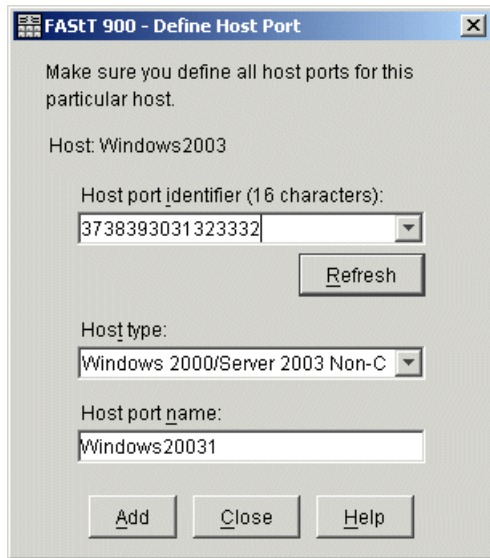 FAStT 900 - Define Host Port
Make sure you define all host ports for this
particular host.
Host: Windows2003
Host port identifier (16 characters):
3738393031323332
Refresh
Host type:
Windows 2000/Server 2003 Non-C
Host port name:
Windows20031
Add Close Help